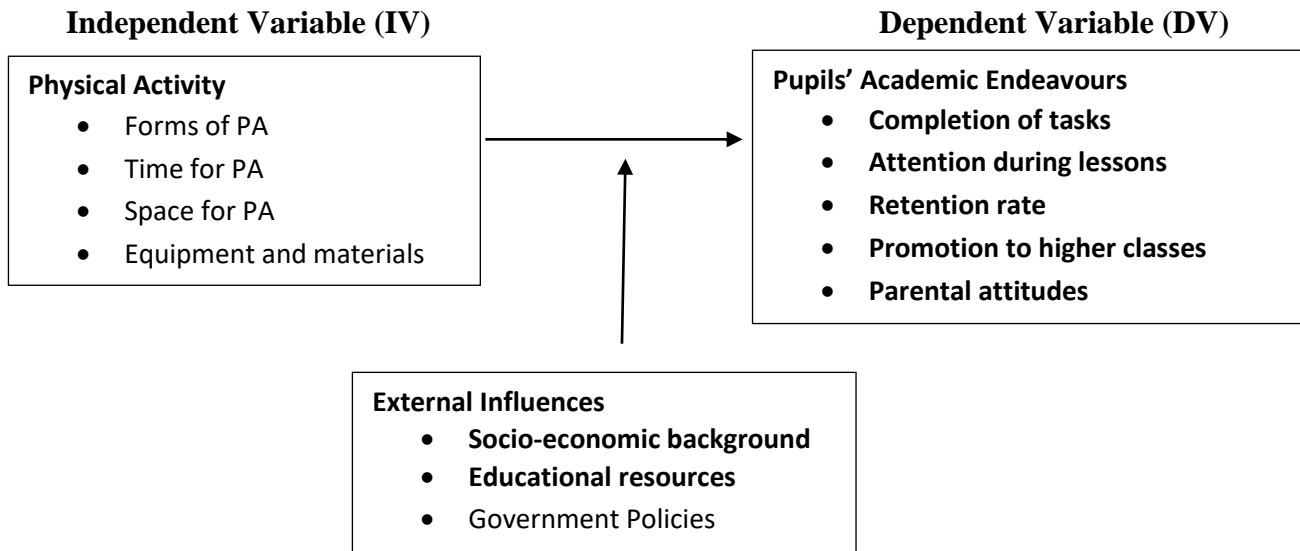 Independent Variable (IV)
Dependent Variable (DV)
Physical Activity
• Forms of PA
• Time for PA
• Space for PA
• Equipment and materials
Pupils’ Academic Endeavours
• Completion of tasks
• Attention during lessons
• Retention rate
• Promotion to higher classes
• Parental attitudes
External Influences
• Socio-economic background
• Educational resources
• Government Policies